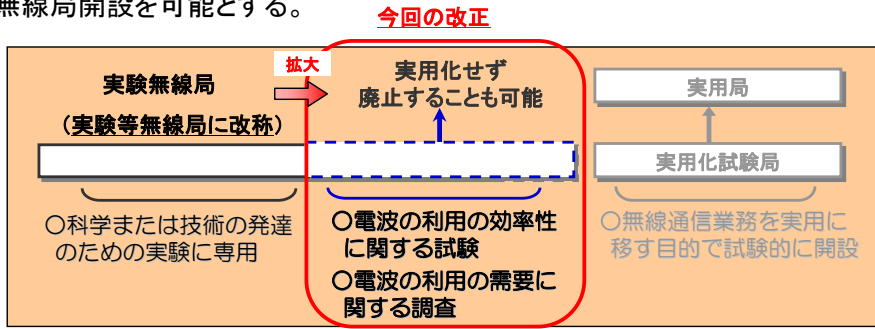 無線局開設を可能とする。
今回の改正
実験無線局
(実験等無線局に改称)
拡大
実用化せず
廃止することも可能
実用局
実用化試験局
〇科学または技術の発達
のための実験に専用
〇電波の利用の効率性
に関する試験
〇電波の利用の需要に
関する調査
〇無線通信業務を実用に
移す目的で試験的に開設